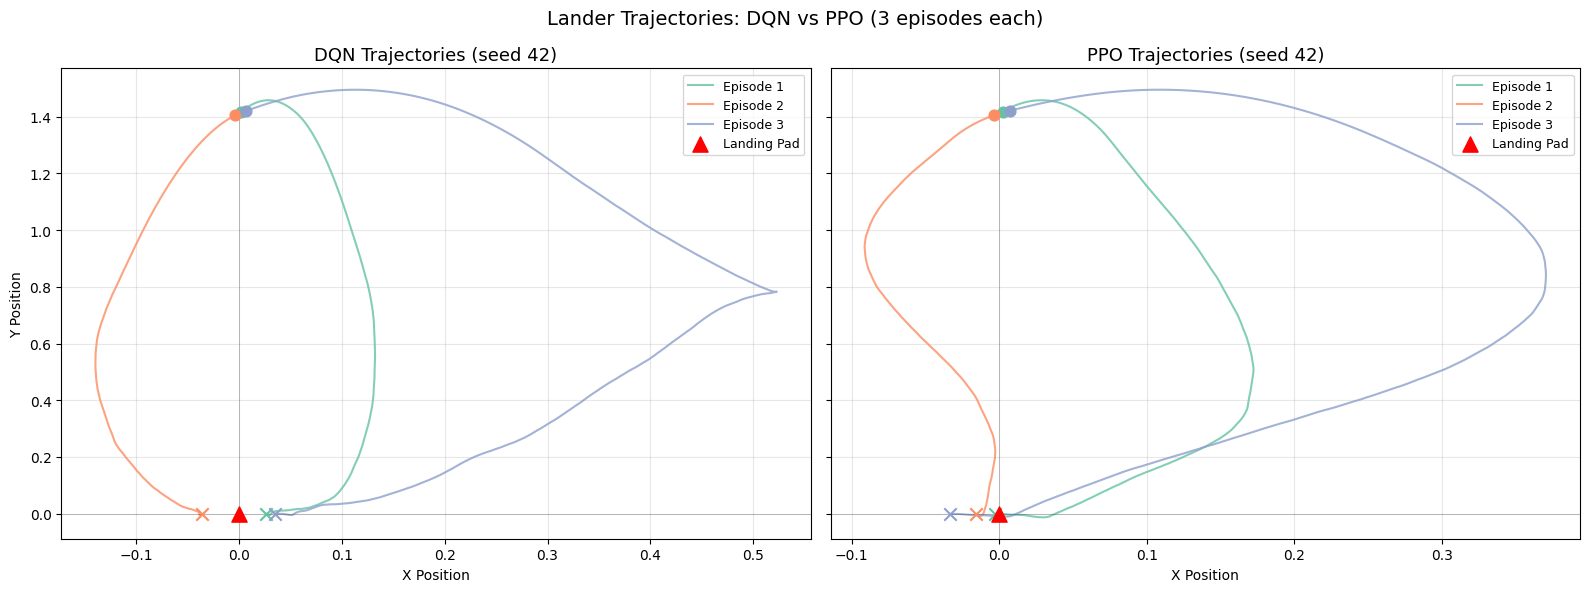 Lander Trajectories: DQN vs PPO (3 episodes each)
DQN Trajectories (seed 42)
Episode 1
Episode 2
Episode 3
Landing Pad
Y Position
1.4
1.2
1.0
0.8
0.6
0.4
0.2
0.0
−0.1
0.0
0.1
0.2
0.3
0.4
0.5
X Position
PPO Trajectories (seed 42)
Episode 1
Episode 2
Episode 3
Landing Pad
−0.1
0.0
0.1
0.2
0.3
X Position